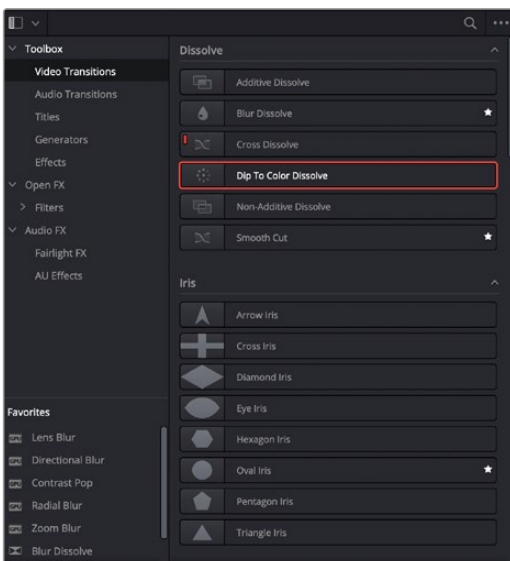 Toolbox
Video Transitions
Audio Transitions
Titles
Generators
Effects
Open FX
Filters
Audio FX
Fairlight FX
AU Effects
Favorites
Lens Blur
Directional Blur
Contrast Pop
Radial Blur
Zoom Blur
Blur Dissolve
Dissolve
Additive Dissolve
Blur Dissolve
Cross Dissolve
Dip To Color Dissolve
Non-Additive Dissolve
Smooth Cut
Iris
Arrow Iris
Cross Iris
Diamond Iris
Eye Iris
Hexagon Iris
Oval Iris
Pentagon Iris
Triangle Iris